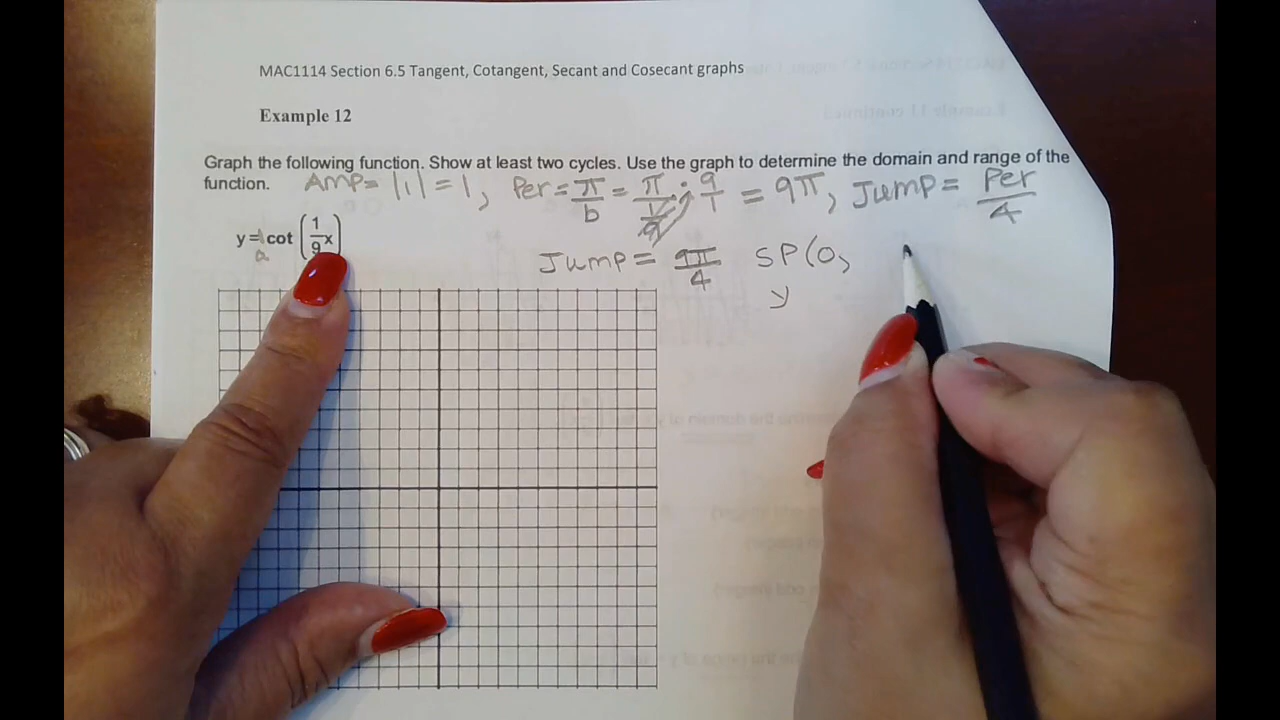 MAC1114 Section 6.5 Tangent, Cotangent, Secant and Cosecant graphs
Example 12
Graph the following function. Show at least two cycles. Use the graph to determine the domain and range of the
function. Amp = |1| = 1, Per = π/b = π/(1/9) · 9/1 = 9π, Jump = Per/4
y = 1 cot (1/9 x)
a
Jump = 9π/4 SP(0,
y